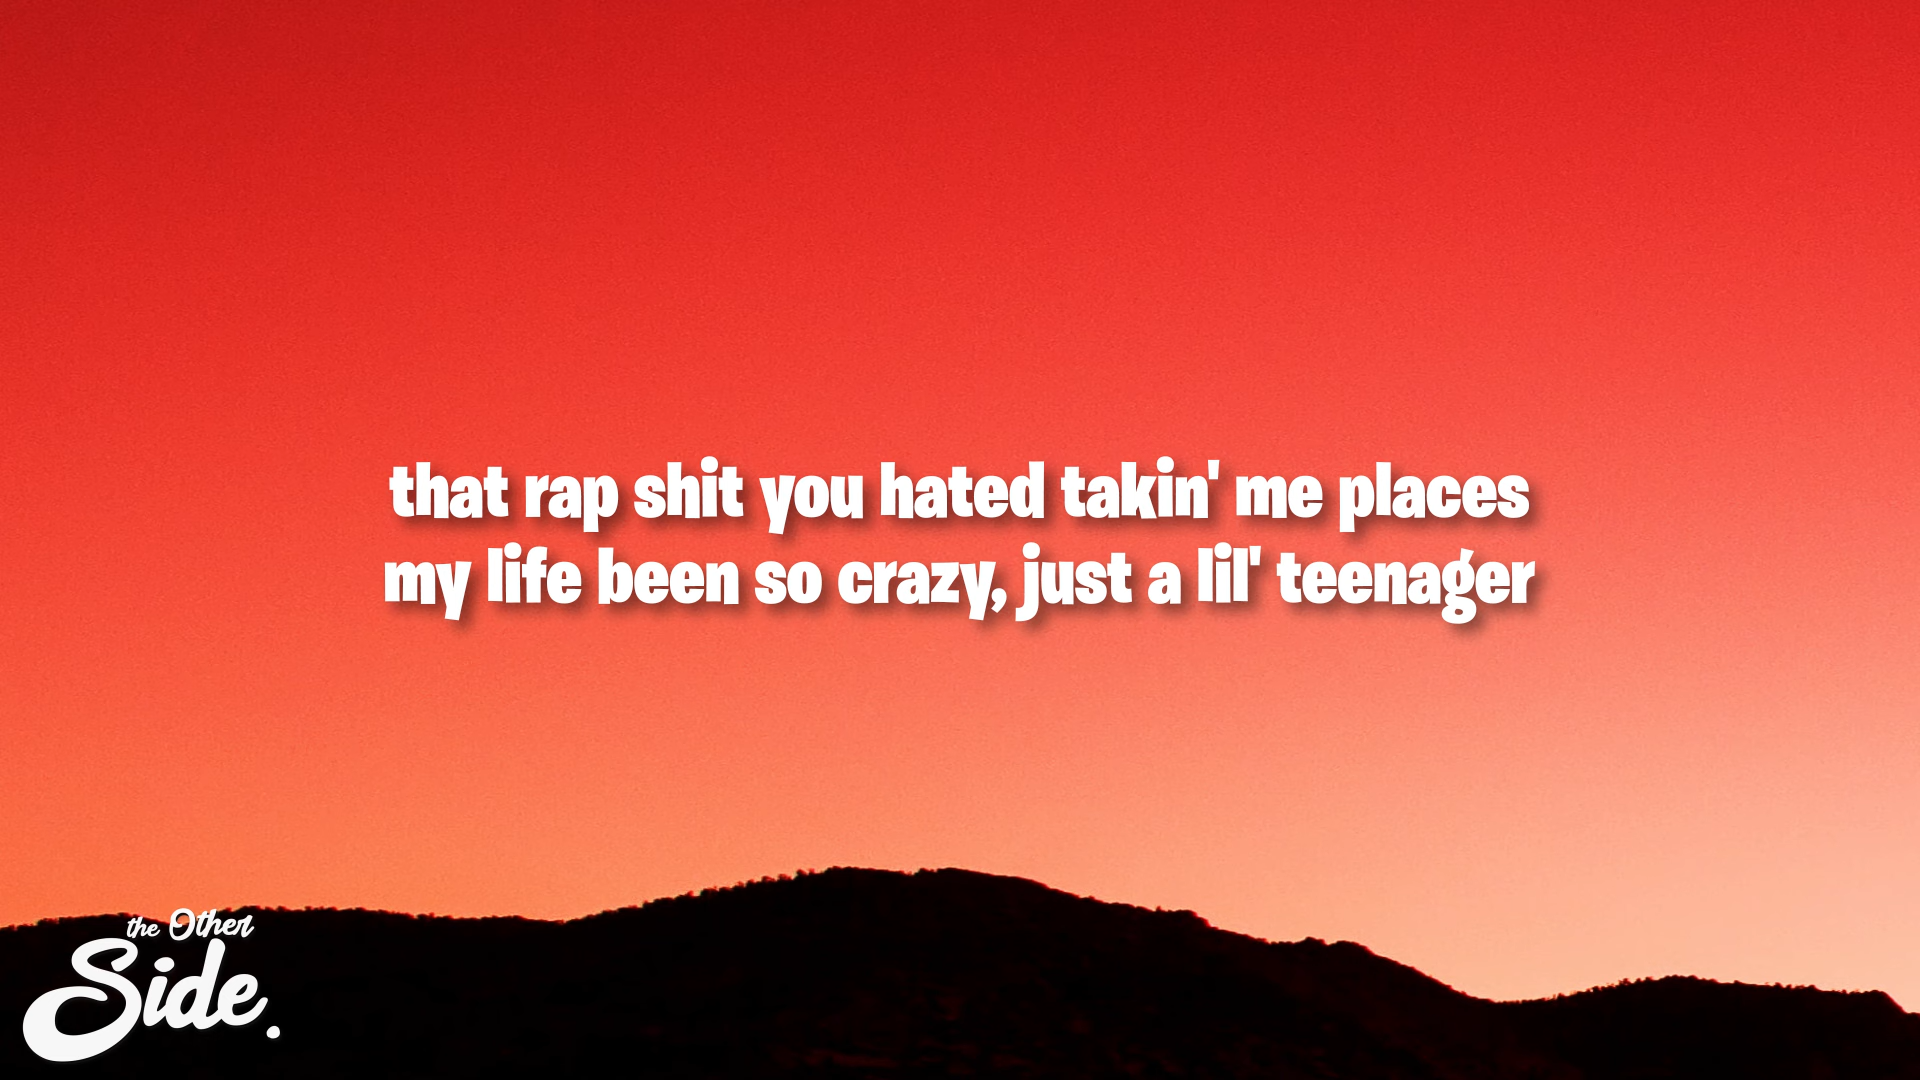 that rap shit you hated takin' me places
my life been so crazy, just a lil' teenager
the Other
Side.